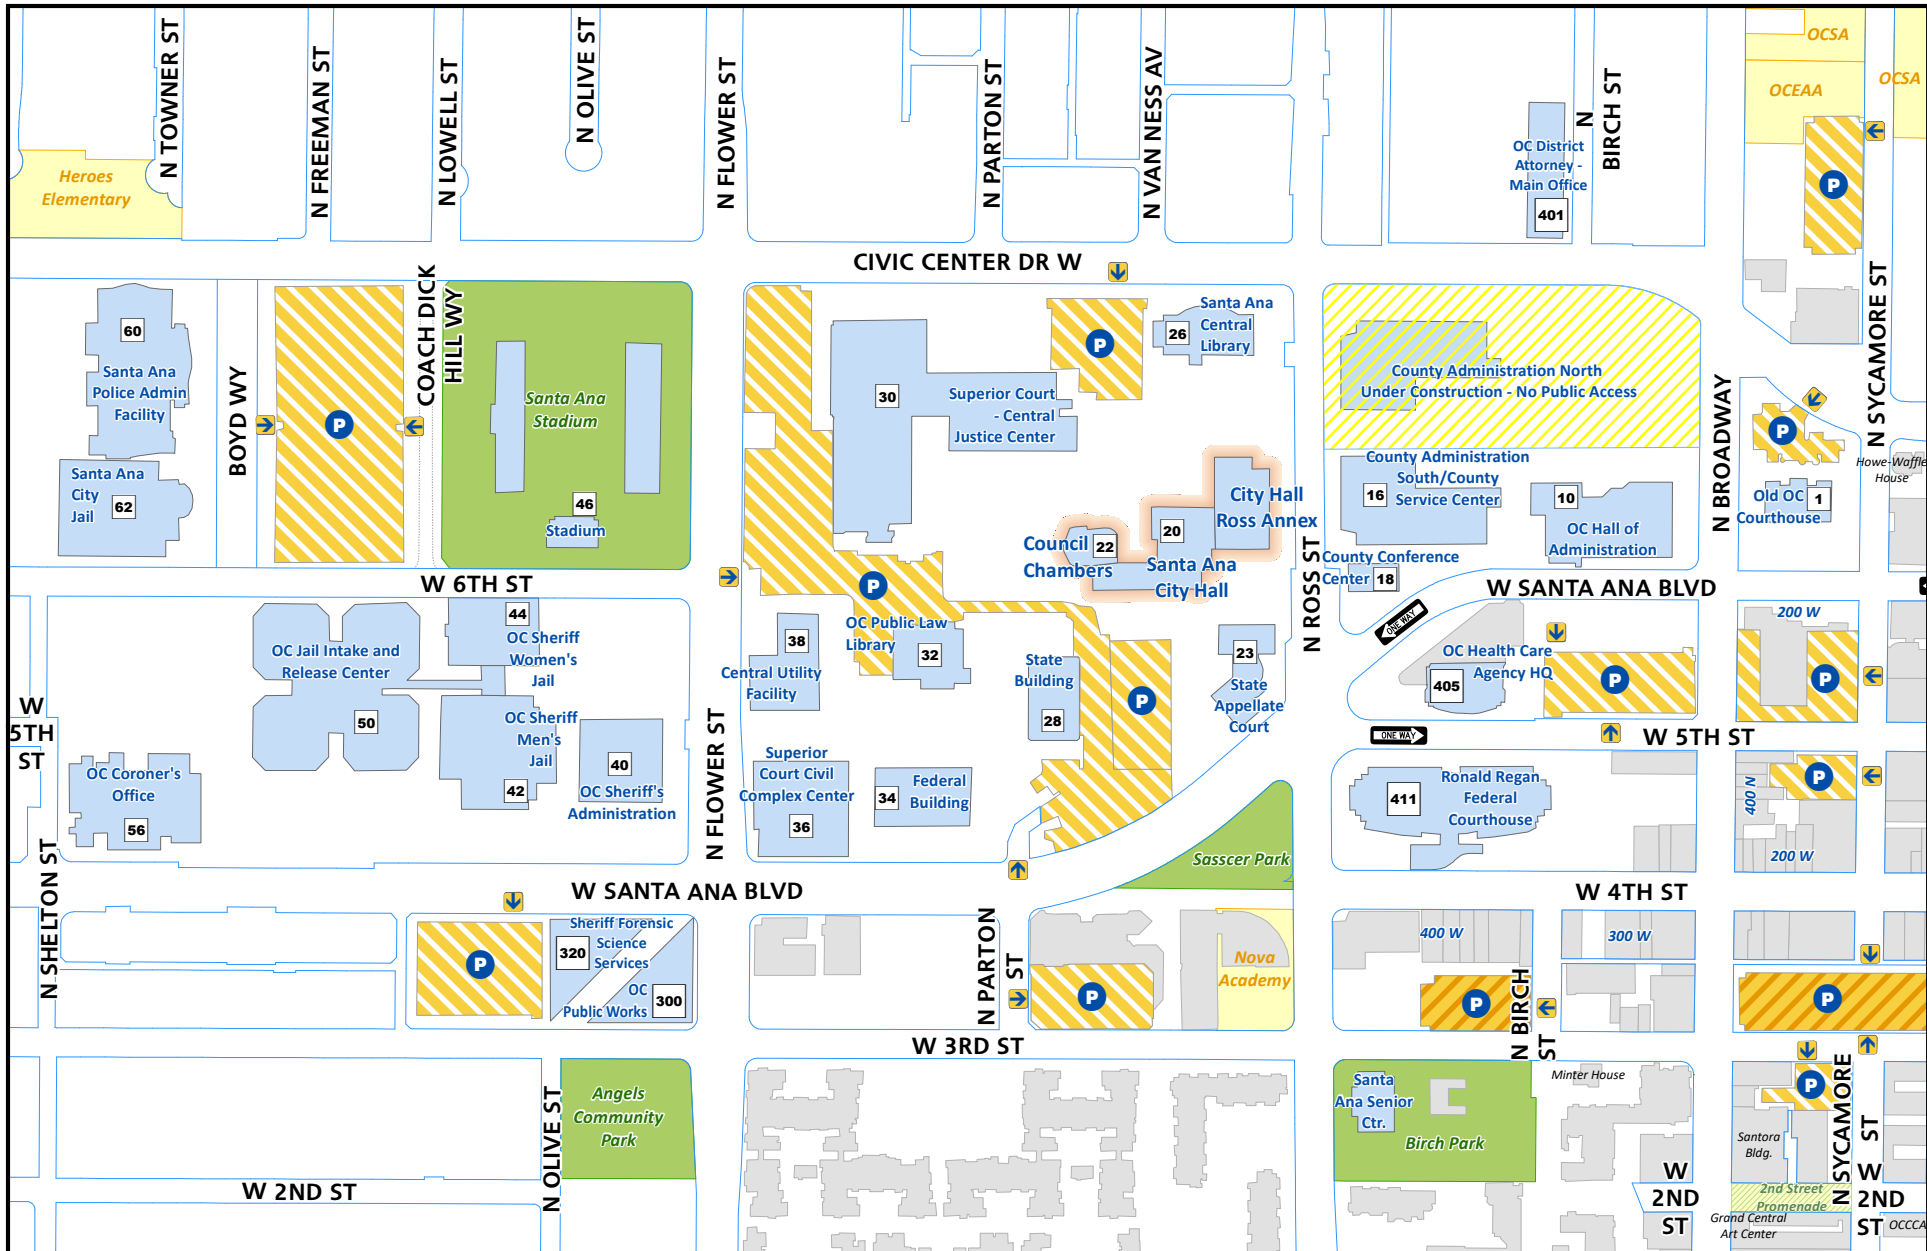 N TOWNER ST
N FREEMAN ST
N LOWELL ST
N OLIVE ST
N FLOWER ST
N PARTON ST
N VAN NESS AV
N
BIRCH ST
OCSA
OCSA
OCEAA
P
Heroes
Elementary
OC District
Attorney -
Main Office
401
CIVIC CENTER DR W
N SYCAMORE ST
60
Santa Ana
Police Admin
Facility
Santa Ana
City
Jail
62
BOYD WY
P
COACH DICK
HILL WY
Santa Ana
Stadium
46
Stadium
30
Superior Court
- Central
Justice Center
P
26
Santa Ana
Central
Library
County Administration North
Under Construction - No Public Access
N BROADWAY
P
Howe-Waffle
House
Old OC
Courthouse
1
County Administration
South/County
Service Center
16
10
OC Hall of
Administration
City Hall
Ross Annex
20
Council
Chambers
22
Santa Ana
City Hall
N ROSS ST
County Conference
Center
18
W 6TH ST
W SANTA ANA BLVD
ONE WAY
200 W
P
44
OC Sheriff
Women's
Jail
OC Jail Intake and
Release Center
50
OC Sheriff
Men's
Jail
42
40
OC Sheriff's
Administration
P
OC Public Law
Library
32
38
Central Utility
Facility
State
Building
28
P
23
State
Appellate
Court
OC Health Care
Agency HQ
405
P
W
5TH
ST
OC Coroner's
Office
56
N FLOWER ST
Superior
Court Civil
Complex Center
36
34
Federal
Building
ONE WAY
W 5TH ST
Ronald Regan
Federal
Courthouse
411
P
400 N
200 W
Sasscer Park
N SHELTON ST
W SANTA ANA BLVD
W 4TH ST
P
Sheriff Forensic
Science
Services
320
OC
Public Works
300
N PARTON
ST
P
Nova
Academy
400 W
300 W
P
N BIRCH
ST
P
W 3RD ST
N OLIVE ST
Angels
Community
Park
Santa
Ana Senior
Ctr.
Birch Park
Minter House
P
N SYCAMORE
ST
Santora
Bldg.
W 2ND ST
W
2ND
ST
2nd Street
Promenade
W
2ND
ST
Grand Central
Art Center
OCCCA